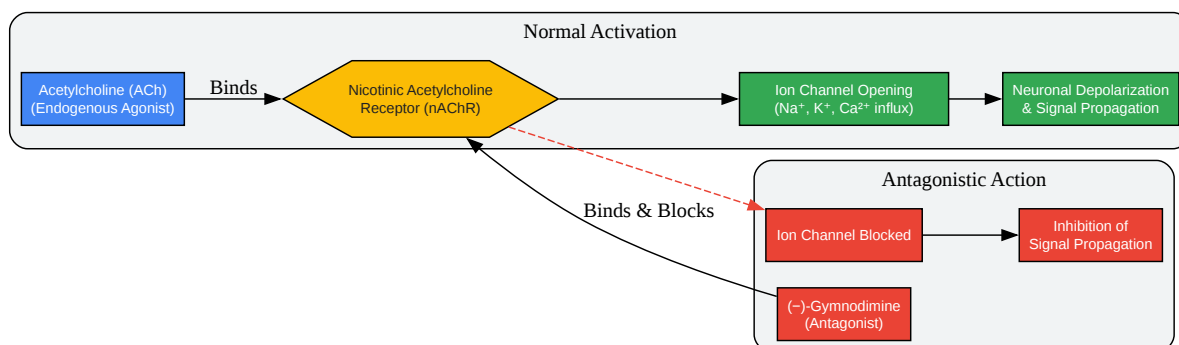 Normal Activation
Acetylcholine (ACh)
(Endogenous Agonist)
Binds
Nicotinic Acetylcholine
Receptor (nAChR)
Ion Channel Opening
(Na⁺, K⁺, Ca²⁺ influx)
Neuronal Depolarization
& Signal Propagation
Antagonistic Action
Binds & Blocks
Ion Channel Blocked
Inhibition of
Signal Propagation
(−)-Gymnodimine
(Antagonist)